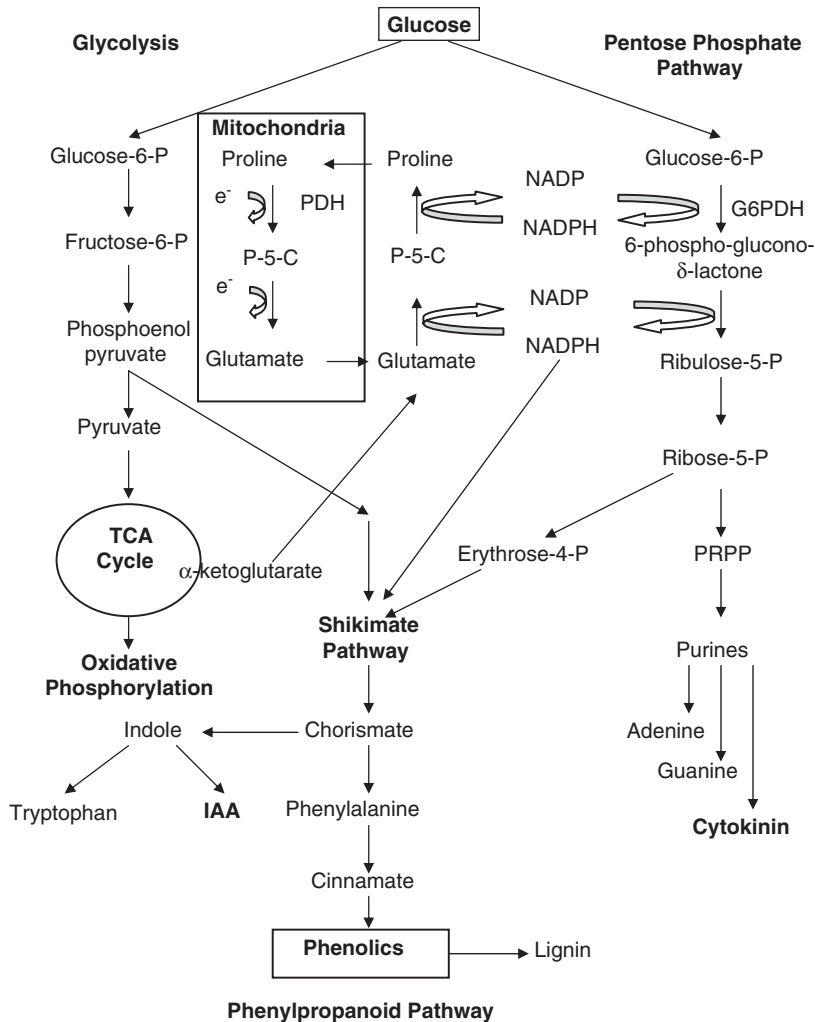 Glucose
Glycolysis
Pentose Phosphate
Pathway
Mitochondria
Glucose-6-P
Proline
Proline
NADP
Glucose-6-P
e-
PDH
NADPH
G6PDH
Fructose-6-P
P-5-C
P-5-C
6-phospho-glucono-
δ-lactone
e-
NADP
Phosphoenol
pyruvate
Glutamate
Glutamate
NADPH
Ribulose-5-P
Pyruvate
Ribose-5-P
TCA
Cycle
α-ketoglutarate
Erythrose-4-P
PRPP
Shikimate
Pathway
Purines
Oxidative
Phosphorylation
Indole
Chorismate
Adenine
Guanine
Tryptophan
IAA
Phenylalanine
Cytokinin
Cinnamate
Phenolics
Lignin
Phenylpropanoid Pathway